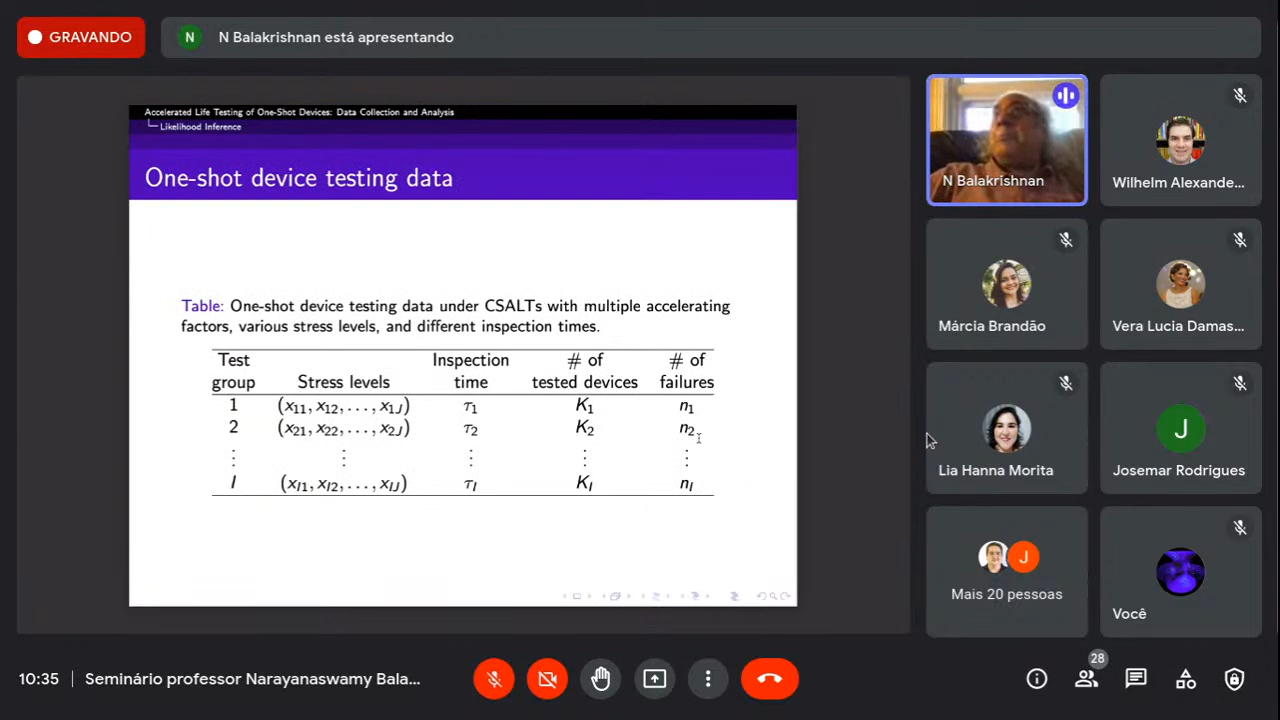 GRAVANDO
N
N Balakrishnan está apresentando
Accelerated Life Testing of One-Shot Devices: Data Collection and Analysis
Likelihood Inference
One-shot device testing data
Table: One-shot device testing data under CSALTs with multiple accelerating
factors, various stress levels, and different inspection times.
Test Inspection # of # of
group Stress levels time tested devices failures
1 (x₁₁, x₁₂, . . . , x₁J) τ₁ K₁ n₁
2 (x₂₁, x₂₂, . . . , x₂J) τ₂ K₂ n₂
⋮ ⋮ ⋮ ⋮ ⋮
I (xI₁, xI₂, . . . , xIJ) τI KI nI
N Balakrishnan
Wilhelm Alexande...
Márcia Brandão
Vera Lucia Damas...
Lia Hanna Morita
J
Josemar Rodrigues
J
Mais 20 pessoas
Você
10:35 | Seminário professor Narayanaswamy Bala...
28